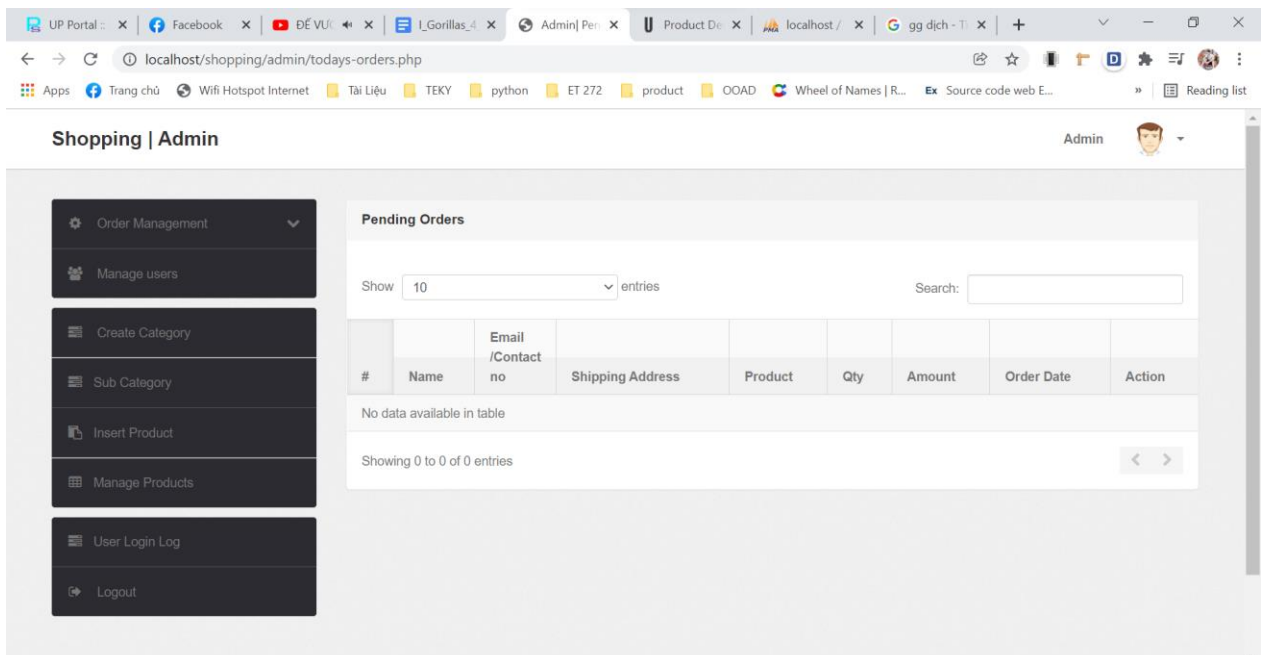 UP Portal :: Facebook ĐẾ VƯƠ I_Gorillas_4 Admin| Pen Product De localhost / gg dịch - T
localhost/shopping/admin/todays-orders.php
Apps Trang chủ Wifi Hotspot Internet Tài Liệu TEKY python ET 272 product OOAD Wheel of Names | R... Ex Source code web E... » Reading list
Shopping | Admin
Admin
Order Management
Manage users
Create Category
Sub Category
Insert Product
Manage Products
User Login Log
Logout
Pending Orders
Show 10 entries Search:
# Name Email /Contact no Shipping Address Product Qty Amount Order Date Action
No data available in table
Showing 0 to 0 of 0 entries